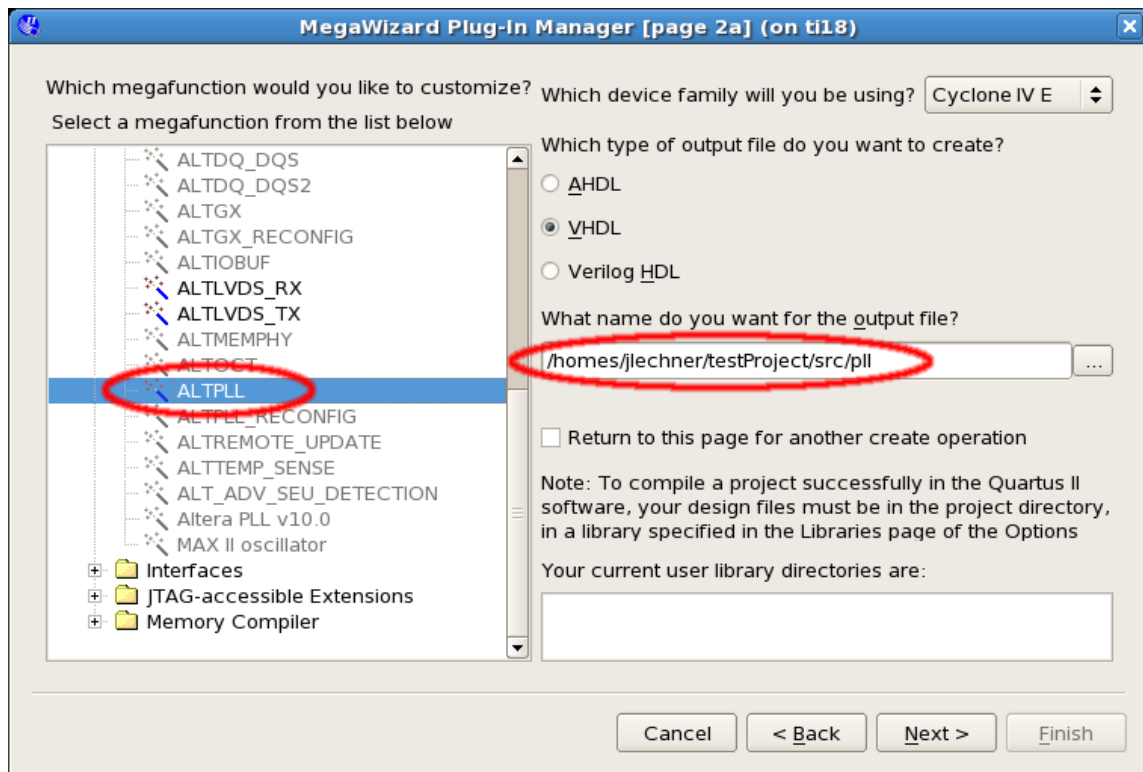 MegaWizard Plug-In Manager [page 2a] (on ti18)
Which megafunction would you like to customize?
Select a megafunction from the list below
ALTDQ_DQS
ALTDQ_DQS2
ALTGX
ALTGX_RECONFIG
ALTIOBUF
ALTLVDS_RX
ALTLVDS_TX
ALTMEMPHY
ALTOCT
ALTPLL
ALTPLL_RECONFIG
ALTREMOTE_UPDATE
ALTTEMP_SENSE
ALT_ADV_SEU_DETECTION
Altera PLL v10.0
MAX II oscillator
Interfaces
JTAG-accessible Extensions
Memory Compiler
Which device family will you be using? Cyclone IV E
Which type of output file do you want to create?
AHDL
VHDL
Verilog HDL
What name do you want for the output file?
/homes/jlechner/testProject/src/pll ...
Return to this page for another create operation
Note: To compile a project successfully in the Quartus II
software, your design files must be in the project directory,
in a library specified in the Libraries page of the Options
Your current user library directories are:
Cancel < Back Next > Finish